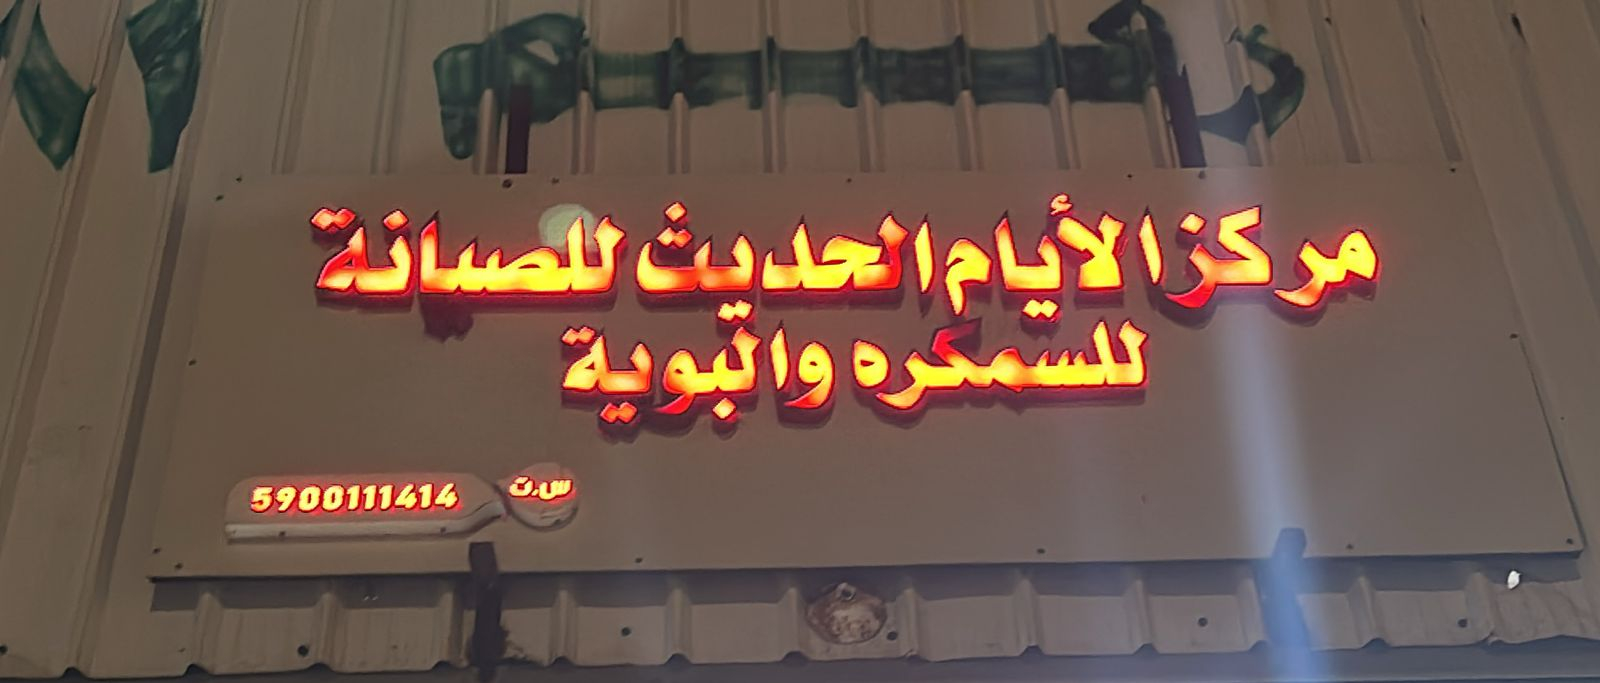 مركز الأيام الحديث للصيانة
للسمكره والبوية
س.ت 5900111414